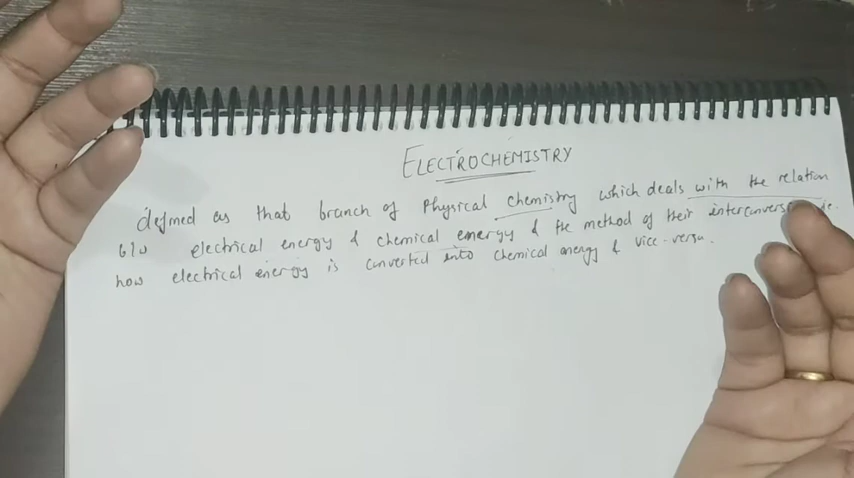 ELECTROCHEMISTRY
defined as that branch of Physical chemistry which deals with the relation
b/w electrical energy & chemical energy & the method of their
how electrical energy is converted into chemical energy & vice-versa.